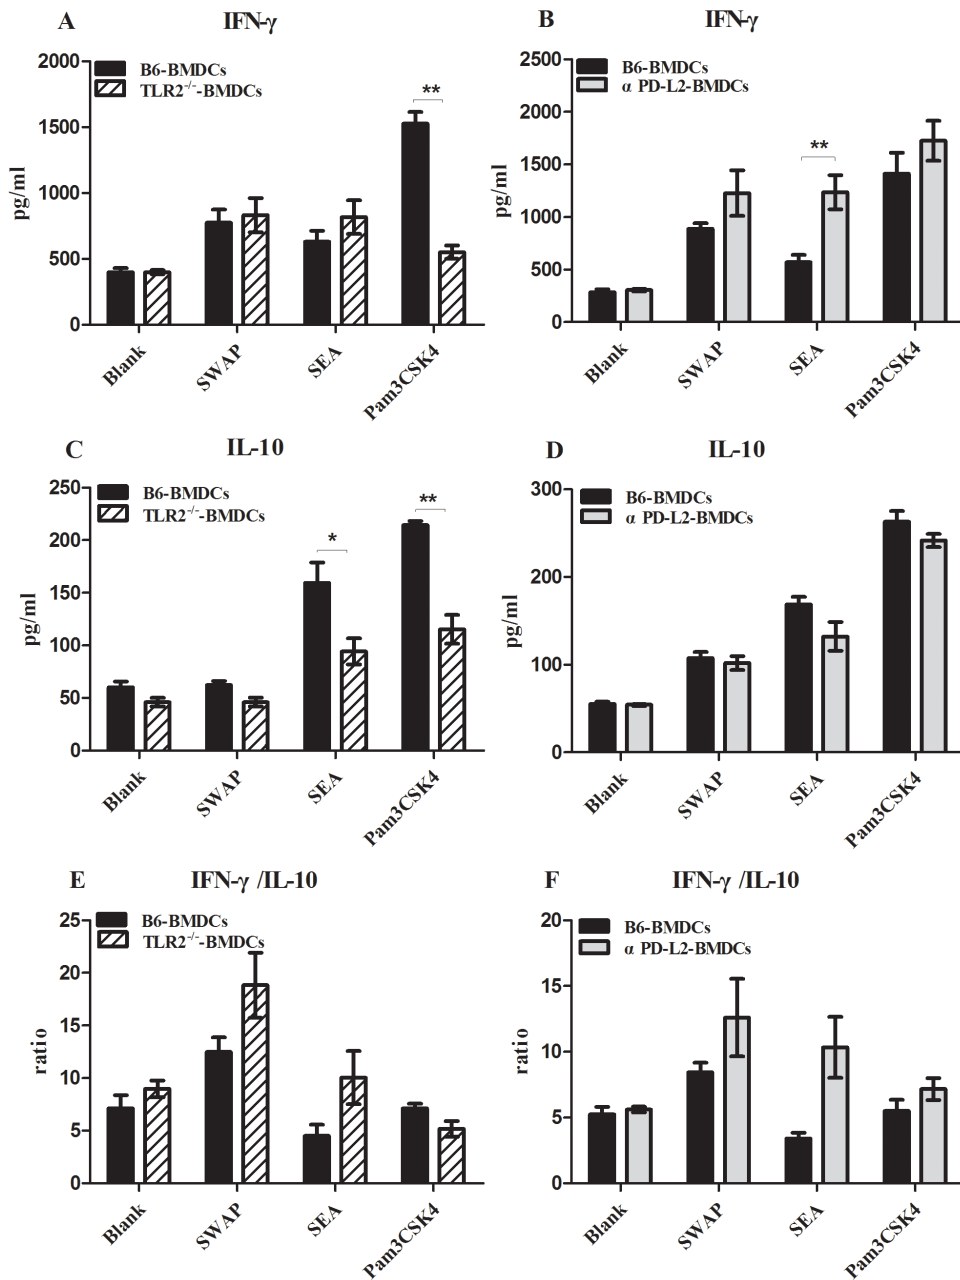 A
IFN-γ
2000
1500
1000
500
0
pg/ml
B6-BMDCs
TLR2⁻/⁻-BMDCs
**
Blank
SWAP
SEA
Pam3CSK4
B
IFN-γ
2500
2000
1500
1000
500
0
pg/ml
B6-BMDCs
α PD-L2-BMDCs
**
Blank
SWAP
SEA
Pam3CSK4
C
IL-10
250
200
150
100
50
0
pg/ml
B6-BMDCs
TLR2⁻/⁻-BMDCs
*
**
Blank
SWAP
SEA
Pam3CSK4
D
IL-10
300
200
100
0
pg/ml
B6-BMDCs
α PD-L2-BMDCs
Blank
SWAP
SEA
Pam3CSK4
E
IFN-γ /IL-10
25
20
15
10
5
0
ratio
B6-BMDCs
TLR2⁻/⁻-BMDCs
Blank
SWAP
SEA
Pam3CSK4
F
IFN-γ /IL-10
20
15
10
5
0
ratio
B6-BMDCs
α PD-L2-BMDCs
Blank
SWAP
SEA
Pam3CSK4